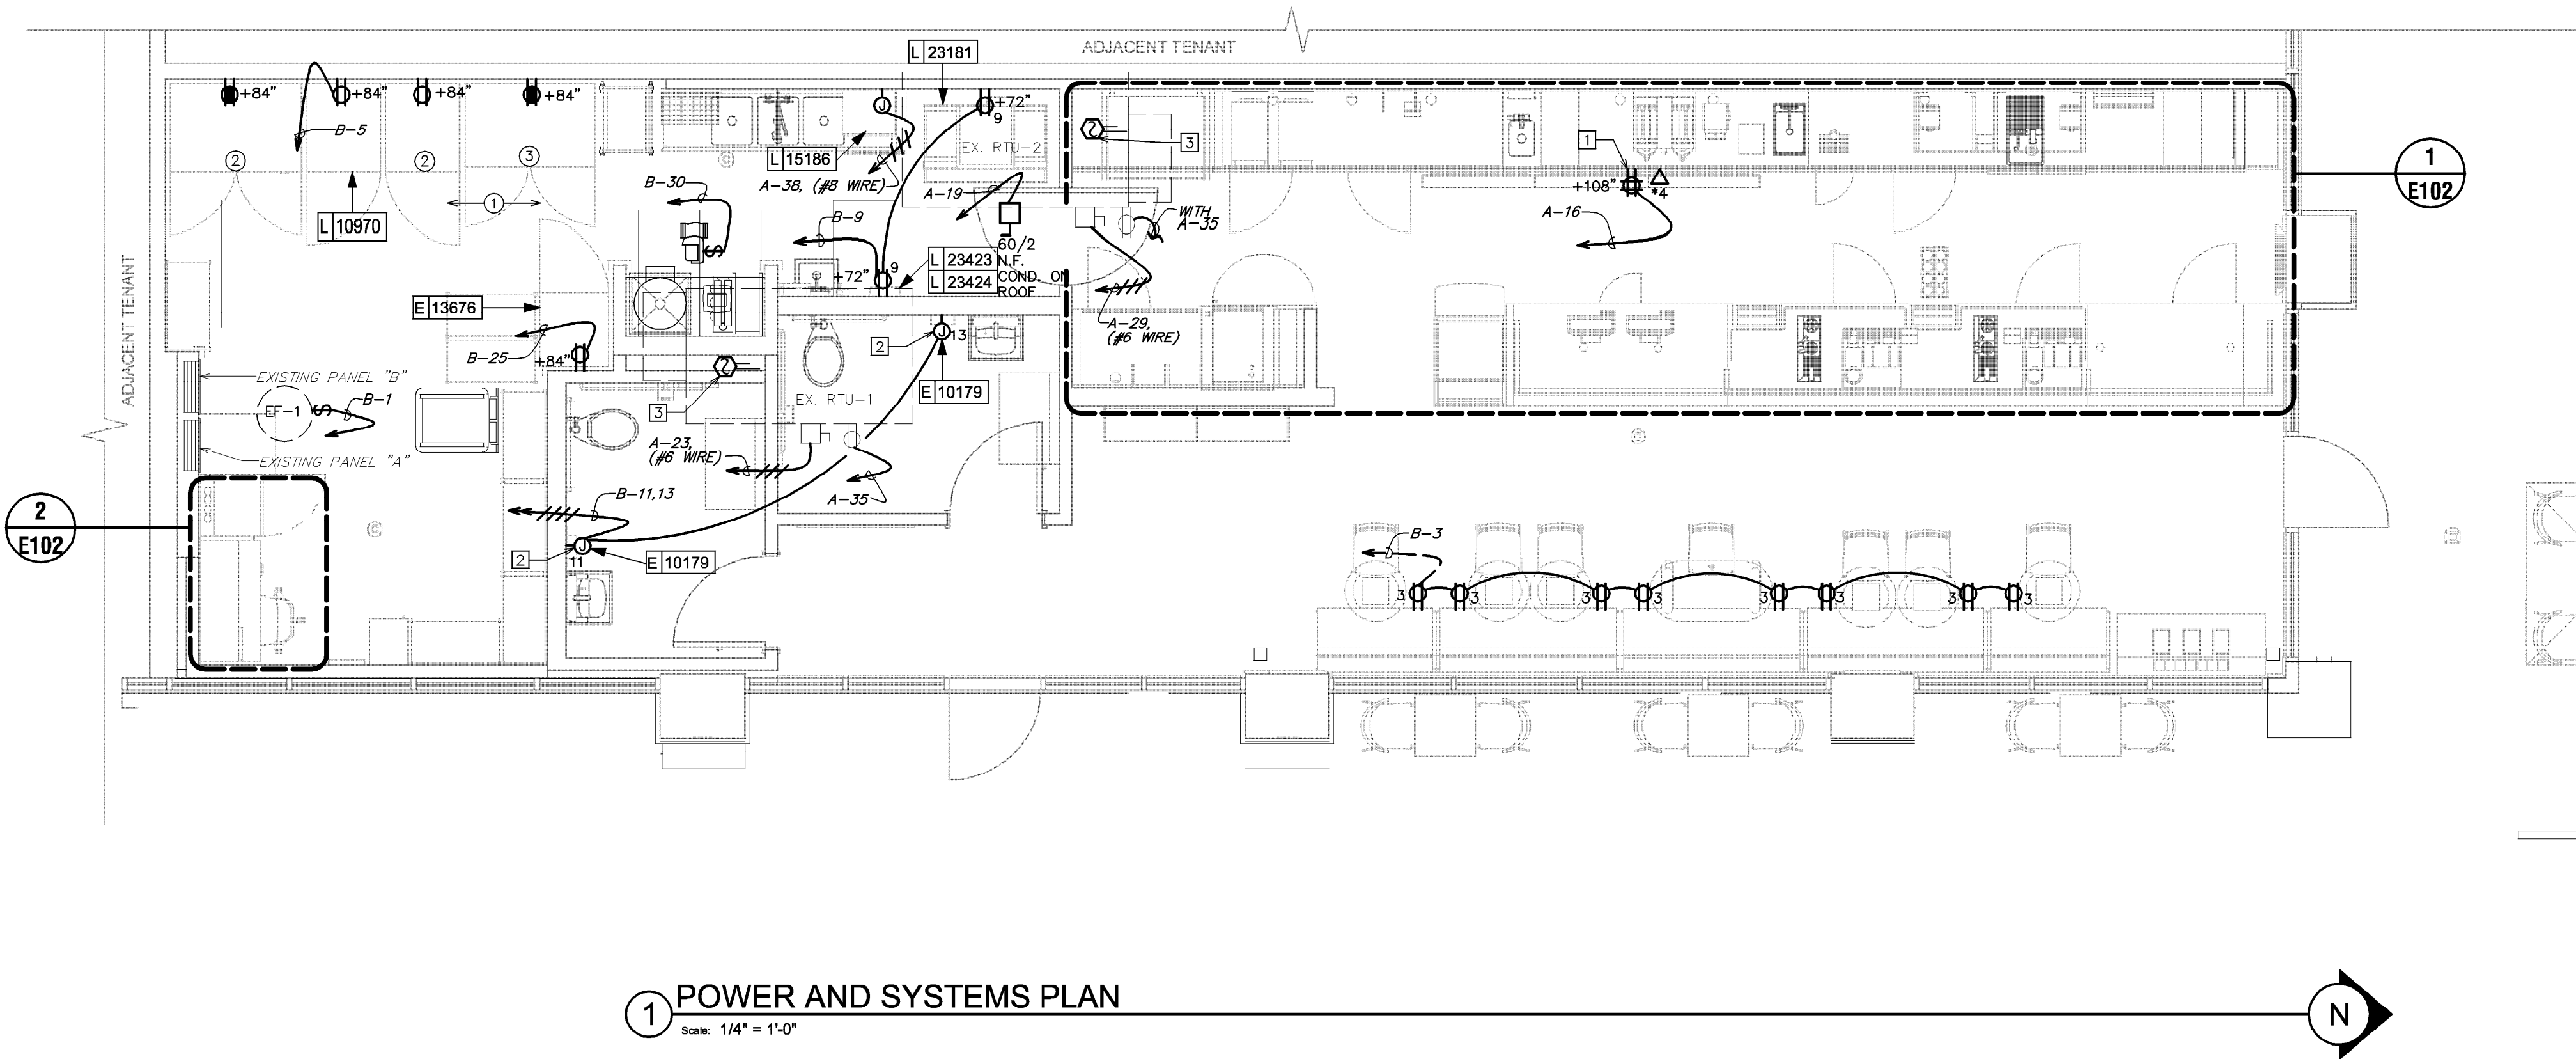 ADJACENT TENANT
L 23181
+84"
+84"
+84"
+84"
B-5
J
+72"
9
EX. RTU-2
3
1
1
E102
2
2
3
L 15186
A-38, (#8 WIRE)
B-30
A-19
+108"
*4
1
L 10970
B-9
WITH
A-35
A-16
60/2
N.F.
COND. ON
ROOF
L 23423
L 23424
+72"
9
ADJACENT TENANT
E 13676
B-25
+84"
2
J
13
A-29,
(#6 WIRE)
EXISTING PANEL "B"
B-1
EF-1
3
EX. RTU-1
E 10179
A-23,
(#6 WIRE)
EXISTING PANEL "A"
A-35
B-11,13
2
E102
2
J
11
E 10179
B-3
3
3
3
3
3
3
3
3
1
POWER AND SYSTEMS PLAN
Scale: 1/4" = 1'-0"
N